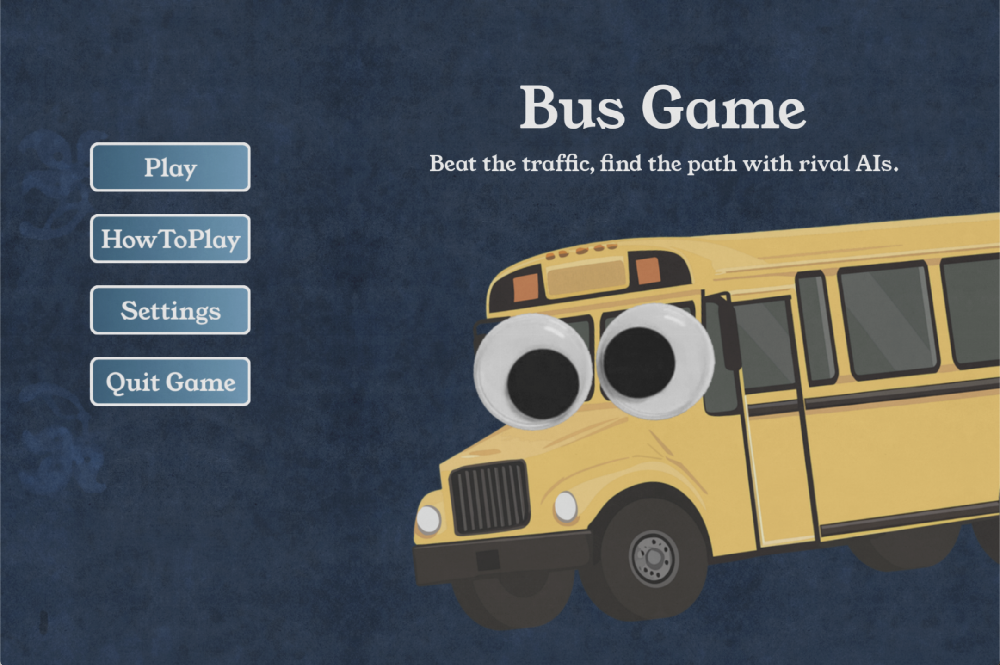 Bus Game
Beat the traffic, find the path with rival AIs.
Play
HowToPlay
Settings
Quit Game